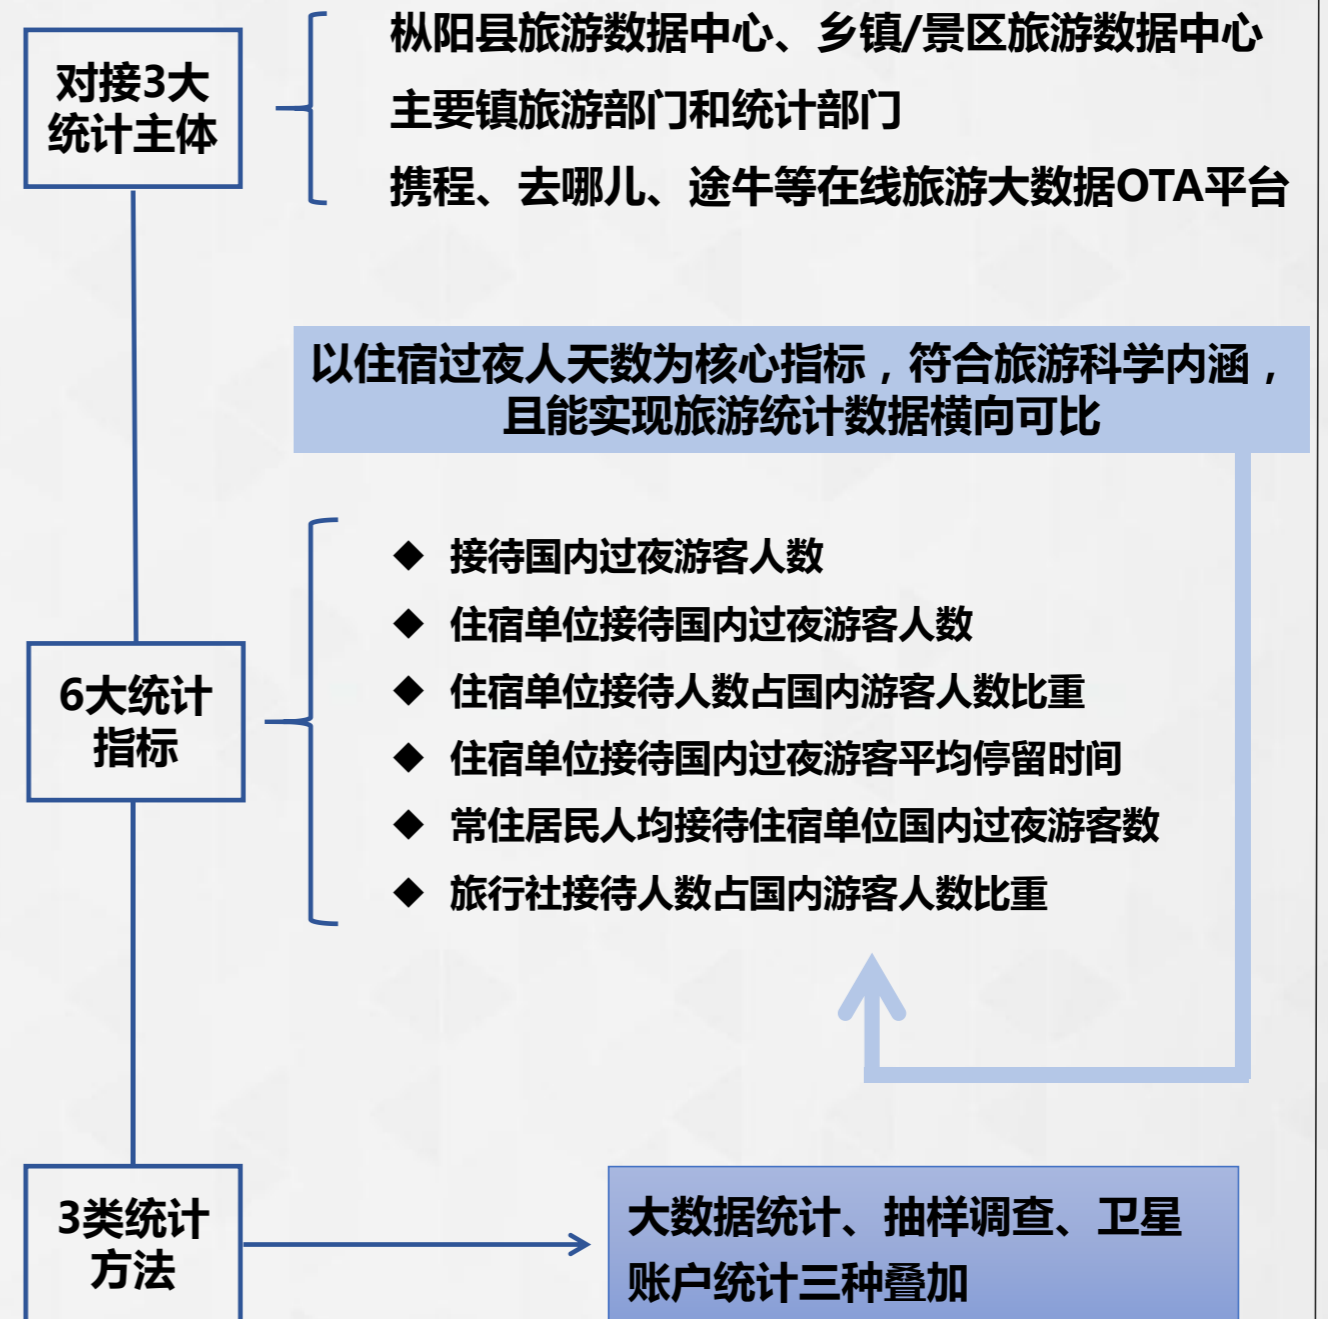 对接3大
统计主体
枞阳县旅游数据中心、乡镇/景区旅游数据中心
主要镇旅游部门和统计部门
携程、去哪儿、途牛等在线旅游大数据OTA平台
以住宿过夜人天数为核心指标，符合旅游科学内涵，
且能实现旅游统计数据横向可比
6大统计
指标
◆ 接待国内过夜游客人数
◆ 住宿单位接待国内过夜游客人数
◆ 住宿单位接待人数占国内游客人数比重
◆ 住宿单位接待国内过夜游客平均停留时间
◆ 常住居民人均接待住宿单位国内过夜游客数
◆ 旅行社接待人数占国内游客人数比重
3类统计
方法
大数据统计、抽样调查、卫星
账户统计三种叠加